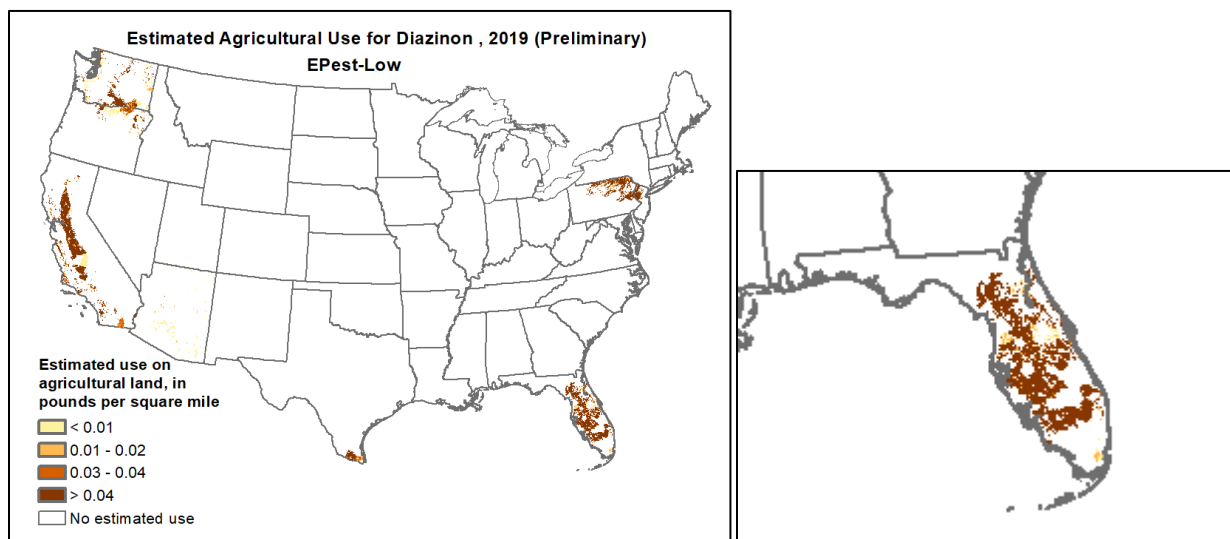 Estimated Agricultural Use for Diazinon , 2019 (Preliminary)
EPest-Low
Estimated use on
agricultural land, in
pounds per square mile
< 0.01
0.01 - 0.02
0.03 - 0.04
> 0.04
No estimated use